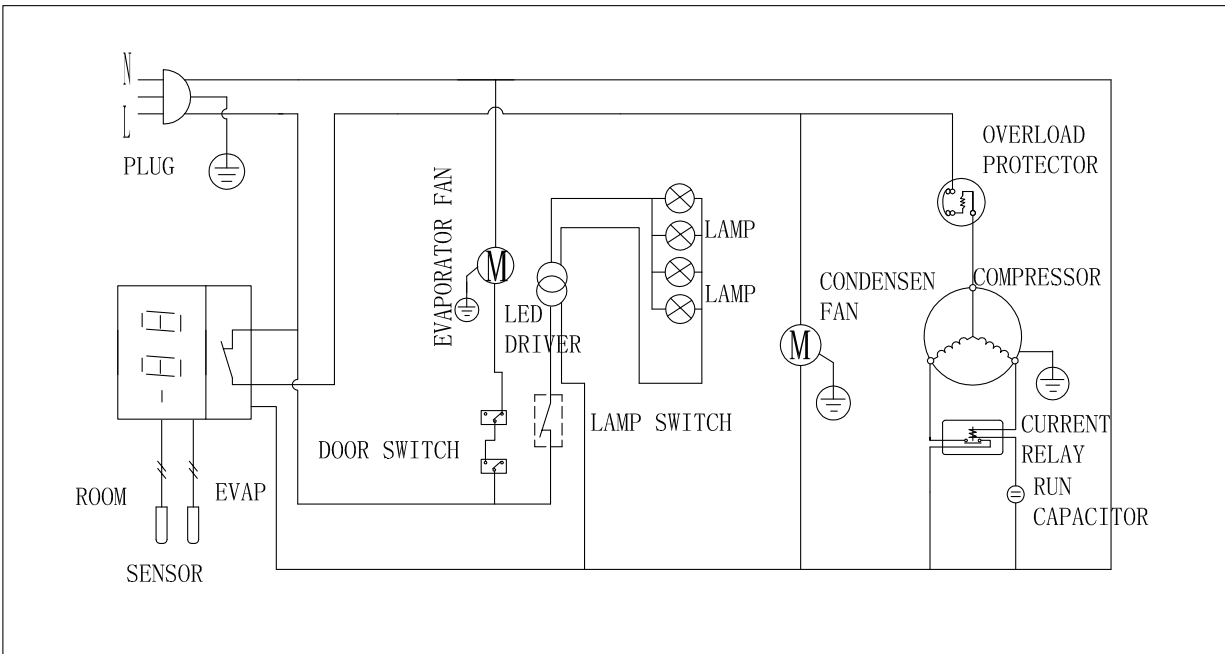 N
L
PLUG
OVERLOAD
PROTECTOR
EVAPORATOR FAN
M
LAMP
LAMP
LED
DRIVER
CONDENSEN
FAN
M
COMPRESSOR
LAMP SWITCH
DOOR SWITCH
CURRENT
RELAY
RUN
CAPACITOR
ROOM
EVAP
SENSOR